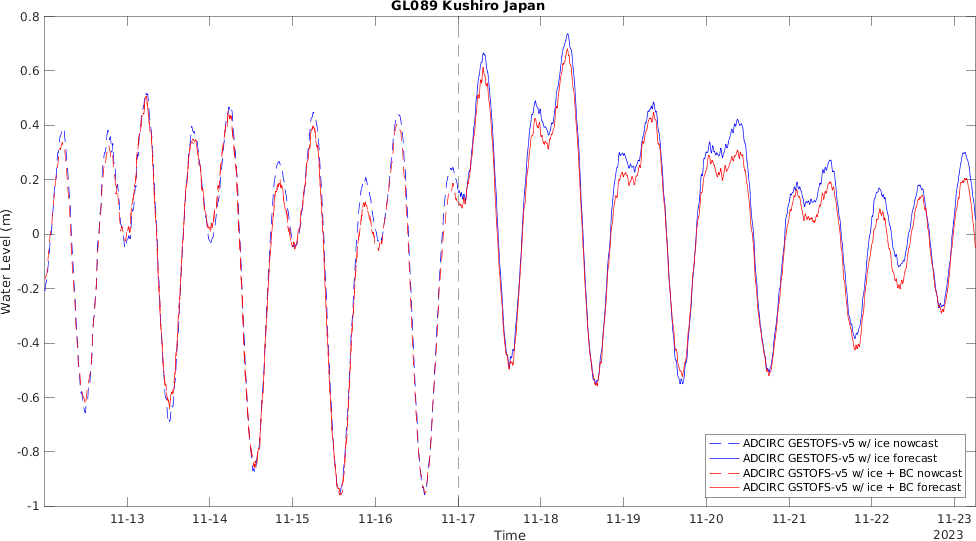 GL089 Kushiro Japan
0.8
0.6
0.4
0.2
0
-0.2
-0.4
-0.6
-0.8
-1
Water Level (m)
ADCIRC GESTOFS-v5 w/ ice nowcast
ADCIRC GESTOFS-v5 w/ ice forecast
ADCIRC GSTOFS-v5 w/ ice + BC nowcast
ADCIRC GSTOFS-v5 w/ ice + BC forecast
11-13 11-14 11-15 11-16 11-17 11-18 11-19 11-20 11-21 11-22 11-23
Time 2023